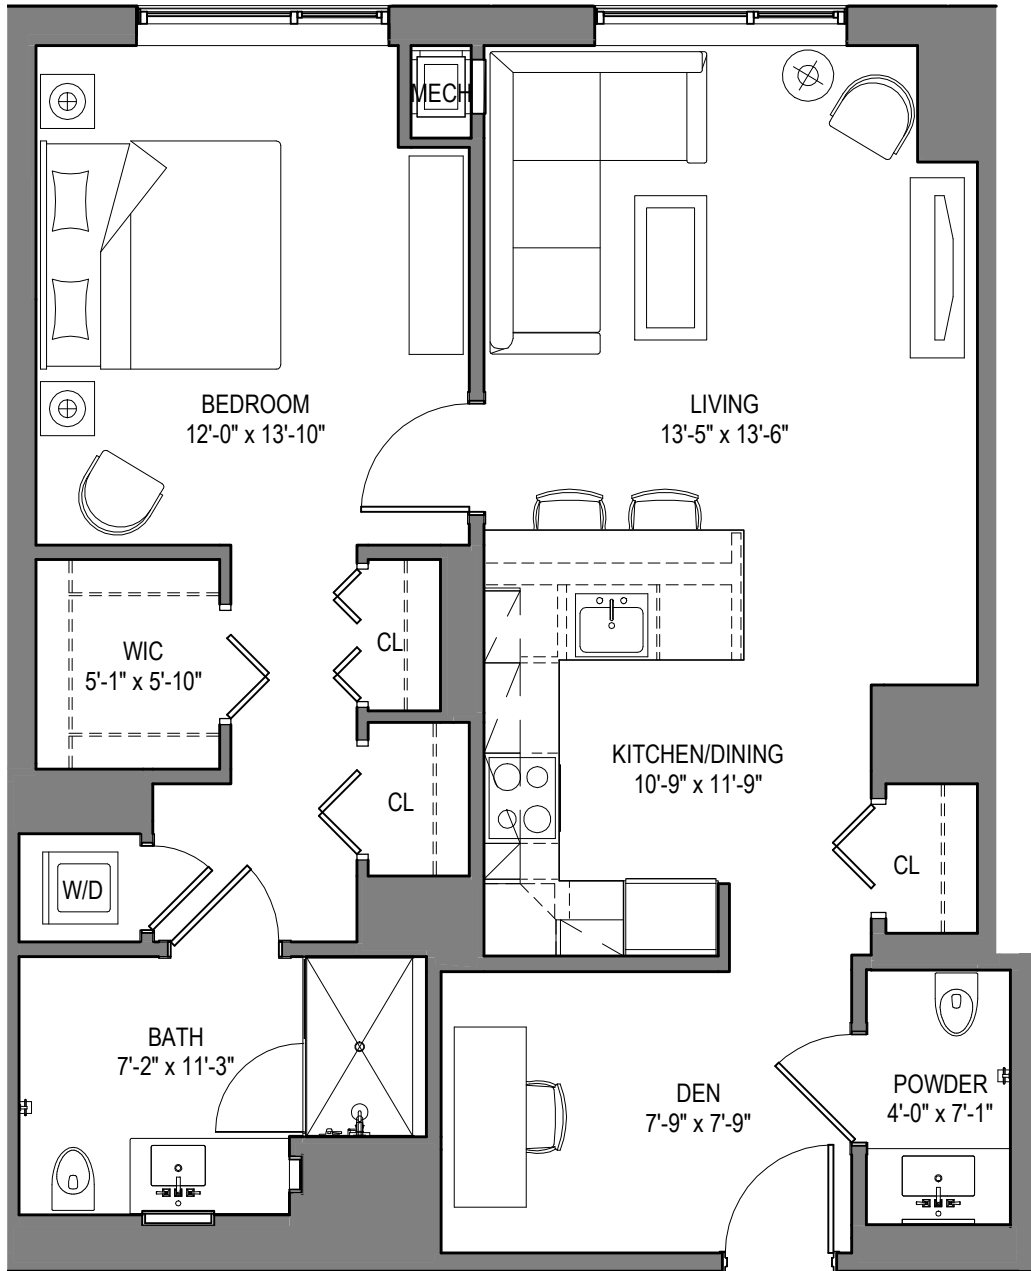 MECH
BEDROOM
12'-0" x 13'-10"
LIVING
13'-5" x 13'-6"
WIC
5'-1" x 5'-10"
CL
KITCHEN/DINING
10'-9" x 11'-9"
CL
CL
W/D
BATH
7'-2" x 11'-3"
DEN
7'-9" x 7'-9"
POWDER
4'-0" x 7'-1"